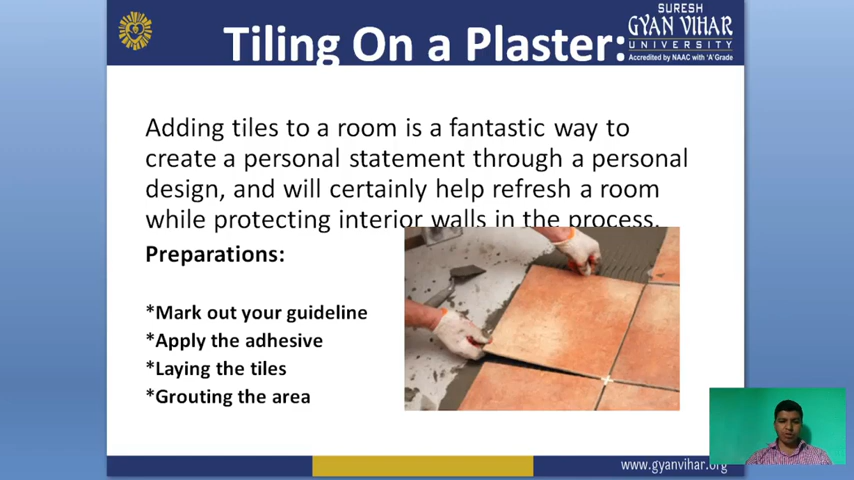 Tiling On a Plaster:
SURESH
GYAN VIHAR
UNIVERSITY
Accredited by NAAC with 'A' Grade
Adding tiles to a room is a fantastic way to
create a personal statement through a personal
design, and will certainly help refresh a room
while protecting interior walls in the process.
Preparations:
*Mark out your guideline
*Apply the adhesive
*Laying the tiles
*Grouting the area
www.gyanvihar.org